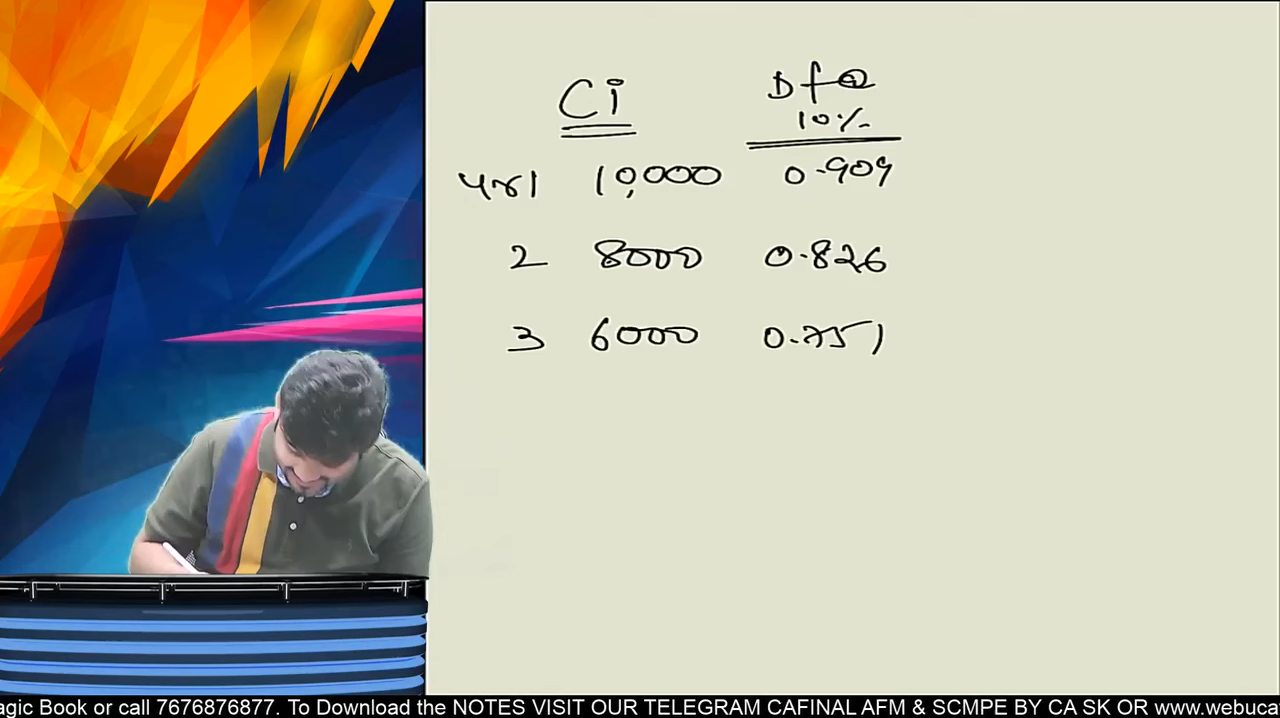 Ci Df@
10%
Yr1 10,000 0.909
2 8000 0.826
3 6000 0.751
agic Book or call 7676876877. To Download the NOTES VISIT OUR TELEGRAM CAFINAL AFM & SCMPE BY CA SK OR www.webuca